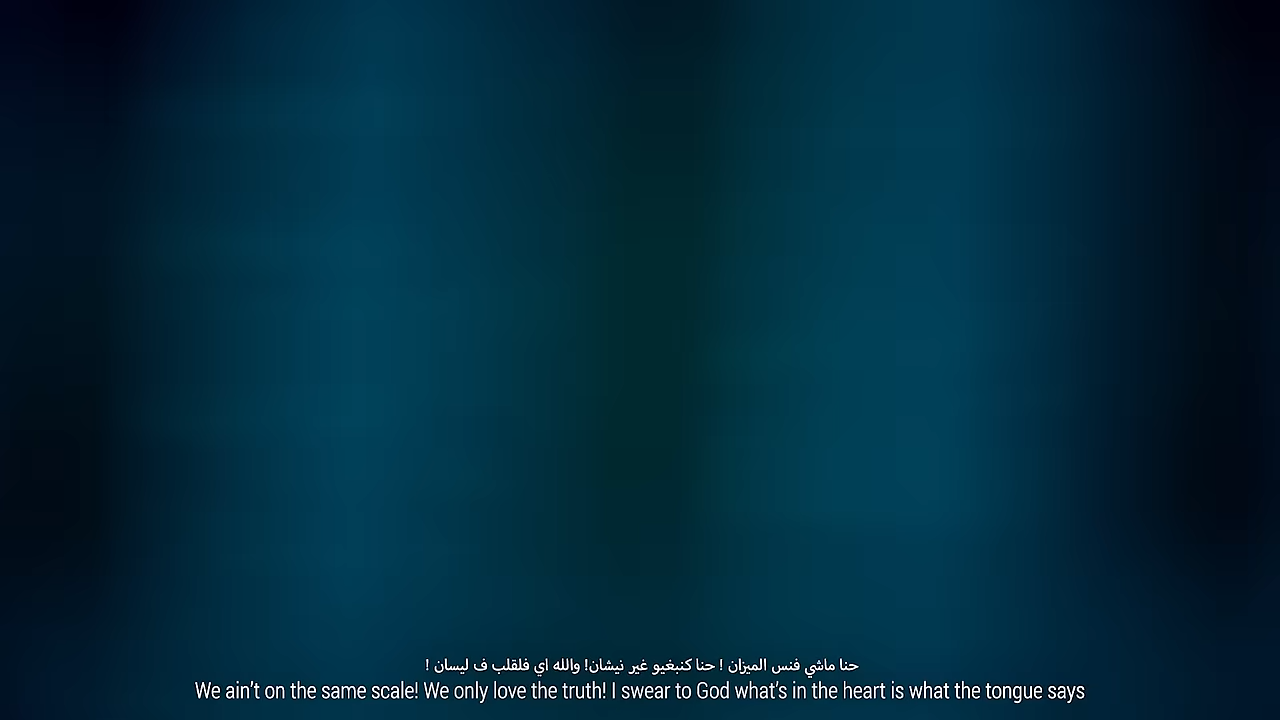 حنا ماشي فنس الميزان ! حنا كنبغيو غير نيشان! والله اي فلقلب ف ليسان !
We ain't on the same scale! We only love the truth! I swear to God what's in the heart is what the tongue says